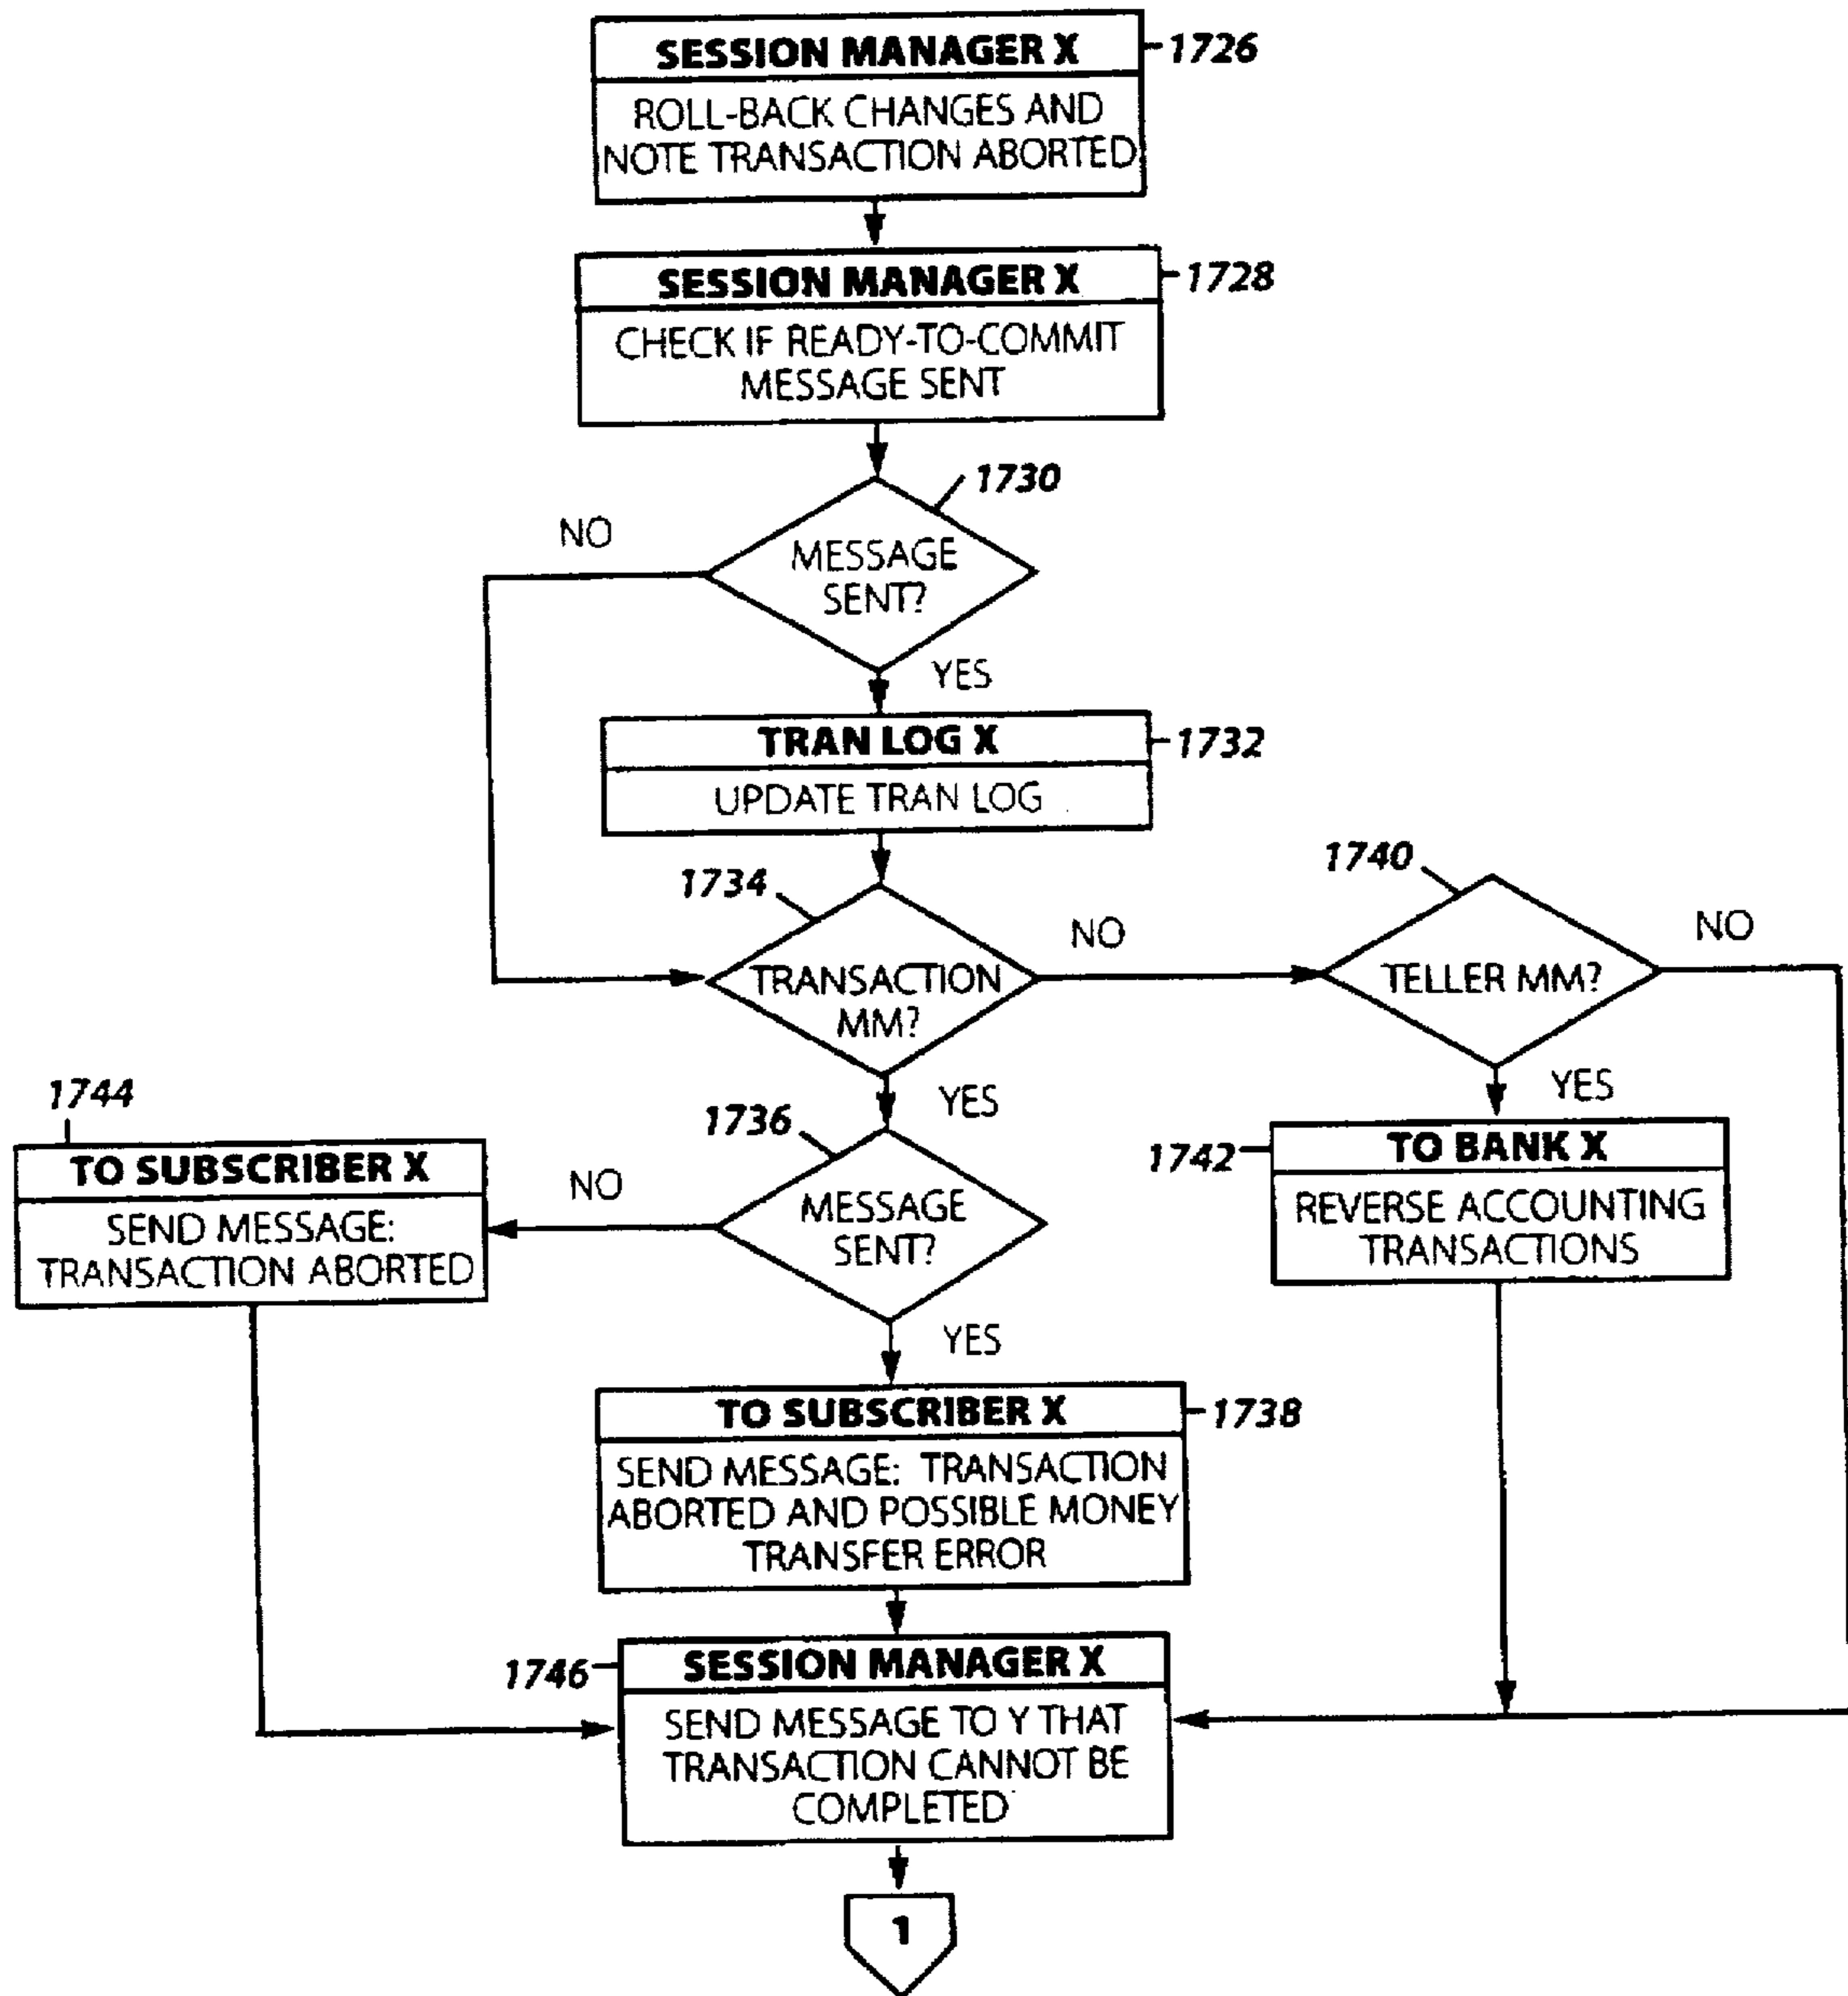 SESSION MANAGER X
1726
ROLL-BACK CHANGES AND
NOTE TRANSACTION ABORTED
SESSION MANAGER X
1728
CHECK IF READY-TO-COMMIT
MESSAGE SENT
1730
NO
MESSAGE
SENT?
YES
TRAN LOG X
1732
UPDATE TRAN LOG
1734
1740
NO
NO
TRANSACTION
MM?
TELLER MM?
YES
YES
1744
1736
TO SUBSCRIBER X
NO
SEND MESSAGE:
TRANSACTION ABORTED
MESSAGE
SENT?
1742
TO BANK X
REVERSE ACCOUNTING
TRANSACTIONS
YES
TO SUBSCRIBER X
1738
SEND MESSAGE: TRANSACTION
ABORTED AND POSSIBLE MONEY
TRANSFER ERROR
1746
SESSION MANAGER X
SEND MESSAGE TO Y THAT
TRANSACTION CANNOT BE
COMPLETED
1